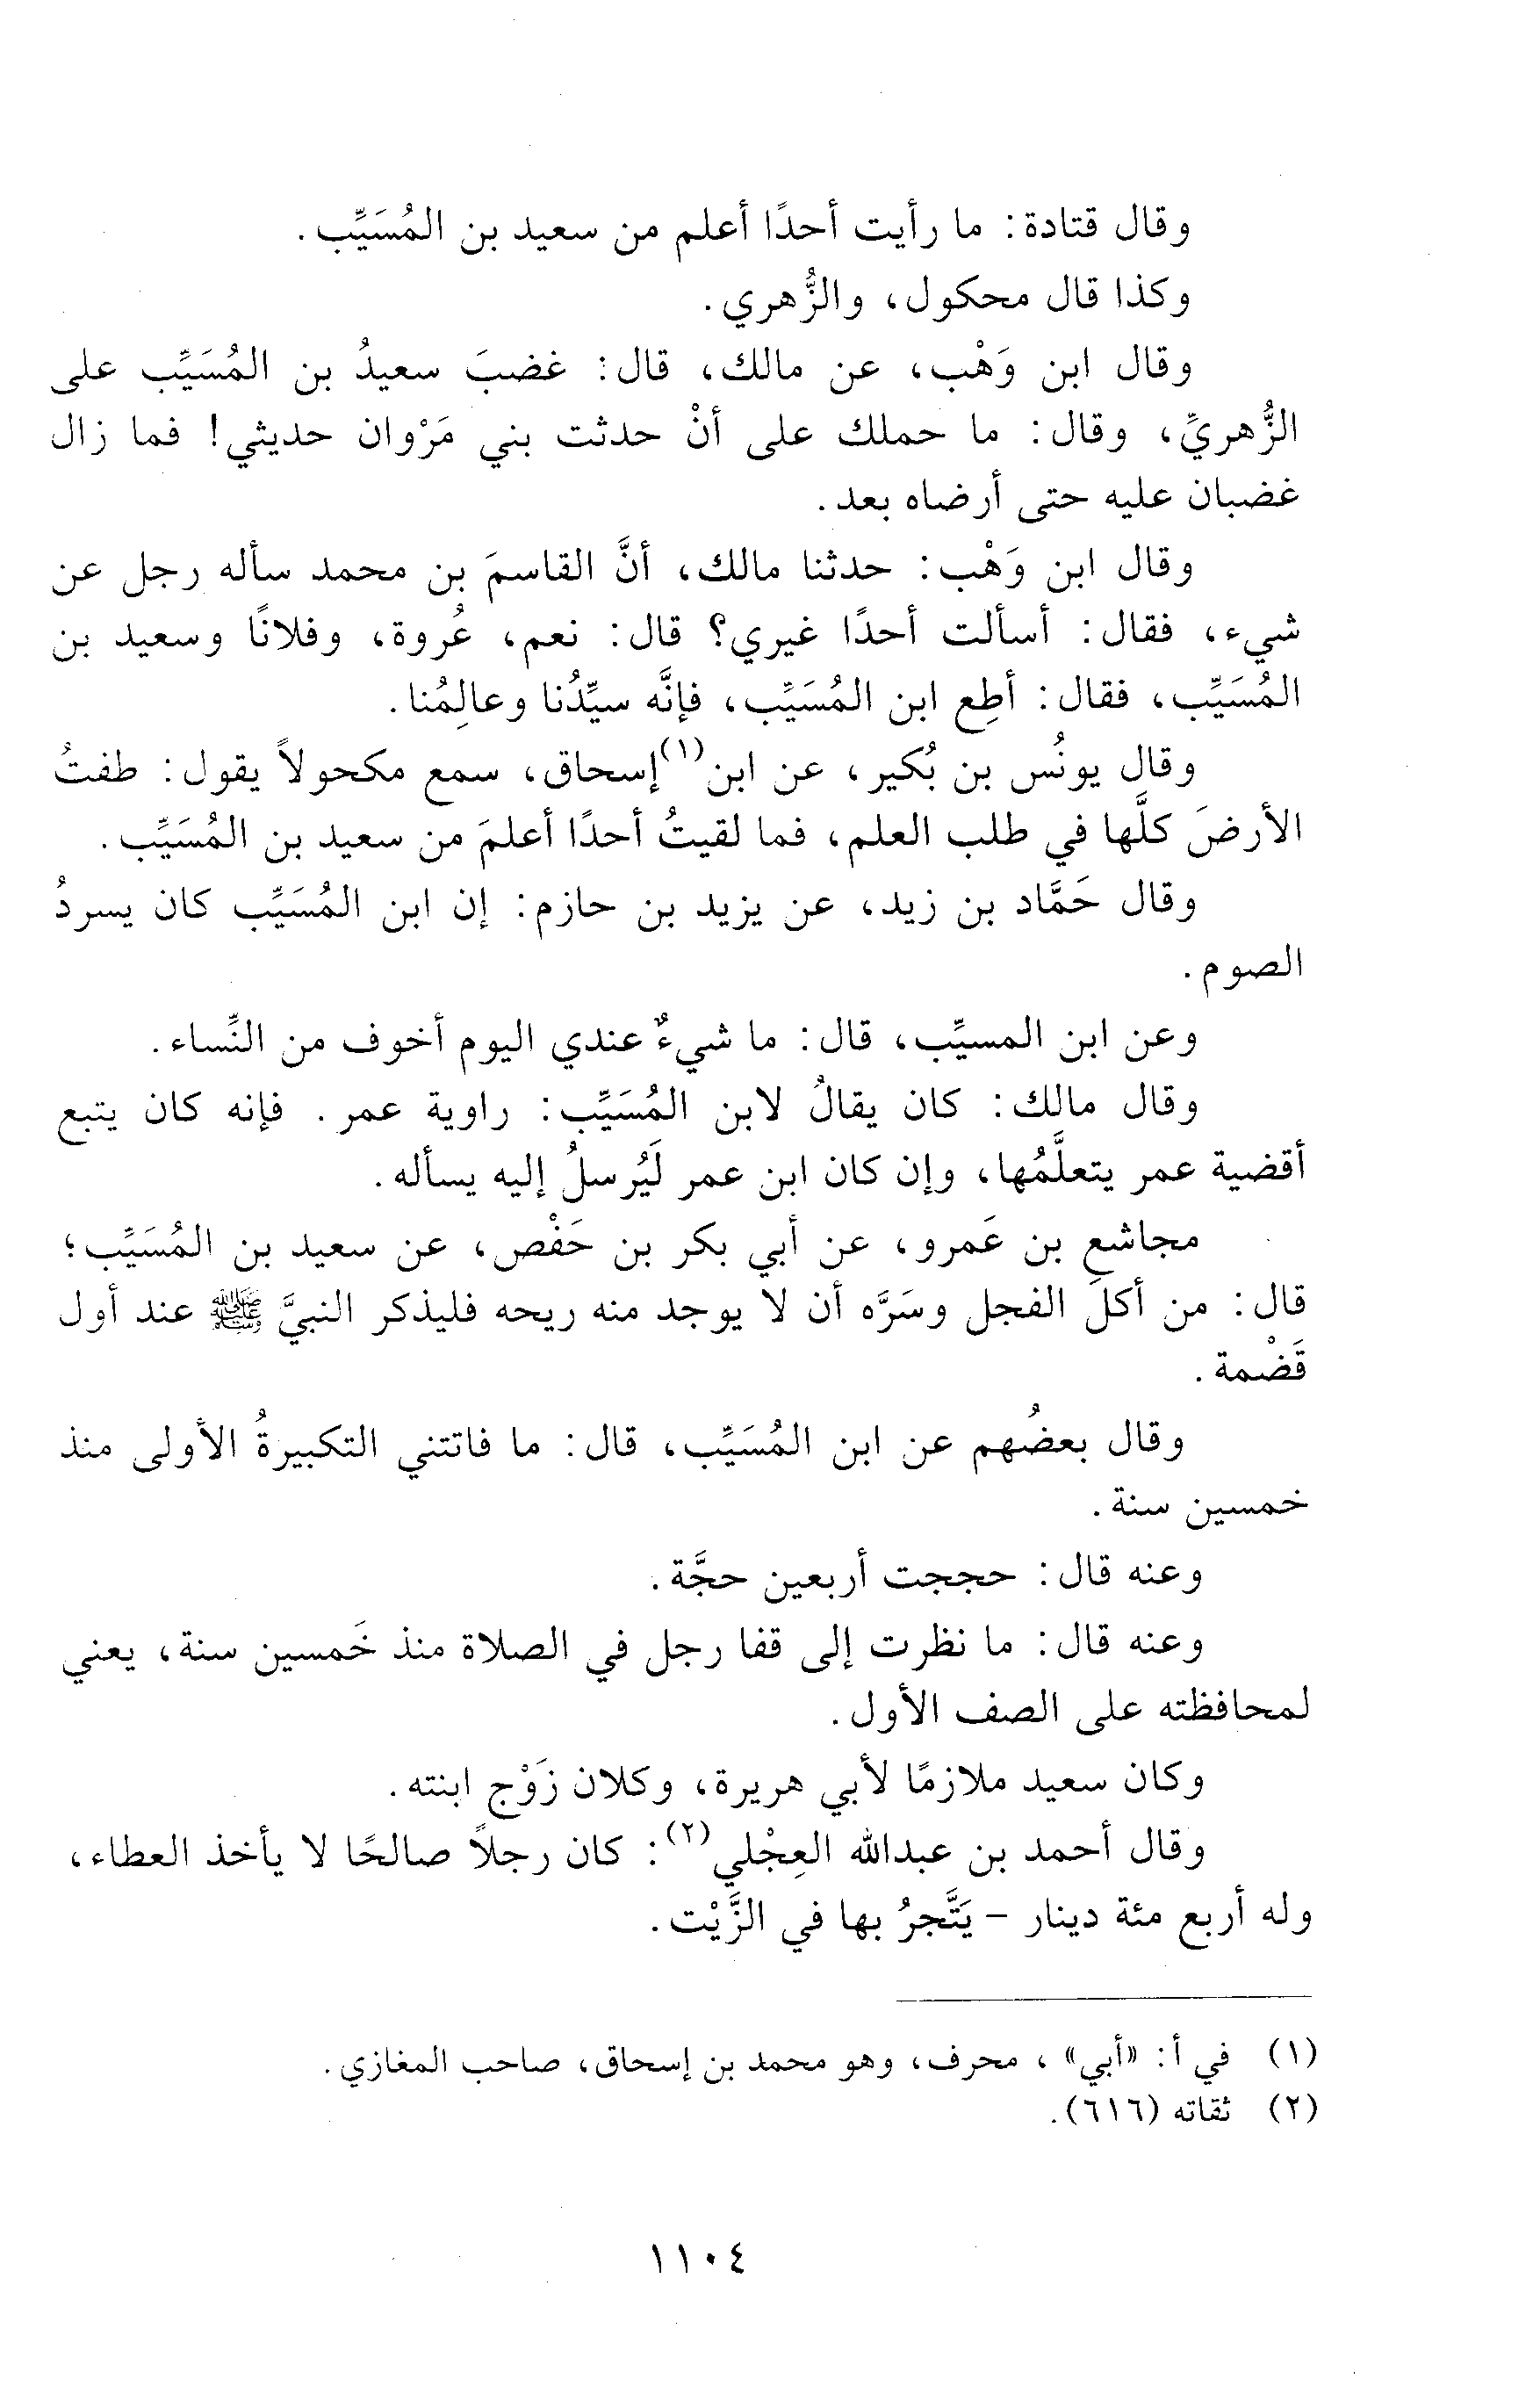 وقال قتادة: ما رأيت أحدًا أعلم من سعيد بن المُسَيِّب.
وكذا قال محكول، والزُّهري.
وقال ابن وَهْب، عن مالك، قال: غضبَ سعيدُ بن المُسَيِّب على
الزُّهريِّ، وقال: ما حملك على أنْ حدثت بني مَرْوان حديثي! فما زال
غضبان عليه حتى أرضاه بعد.
وقال ابن وَهْب: حدثنا مالك، أنَّ القاسمَ بن محمد سأله رجل عن
شيء، فقال: أسألت أحدًا غيري؟ قال: نعم، عُروة، وفلانًا وسعيد بن
المُسَيِّب، فقال: أطِع ابن المُسَيِّب، فإنَّه سيِّدُنا وعالِمُنا.
وقال يونُس بن بُكير، عن ابن(١) إسحاق، سمع مكحولاً يقول: طفتُ
الأرضَ كلَّها في طلب العلم، فما لقيتُ أحدًا أعلمَ من سعيد بن المُسَيِّب.
وقال حَمَّاد بن زيد، عن يزيد بن حازم: إن ابن المُسَيِّب كان يسردُ
الصوم.
وعن ابن المسيِّب، قال: ما شيءٌ عندي اليوم أخوف من النِّساء.
وقال مالك: كان يقالُ لابن المُسَيِّب: راوية عمر. فإنه كان يتبع
أقضية عمر يتعلَّمُها، وإن كان ابن عمر لَيُرسلُ إليه يسأله.
مجاشع بن عَمرو، عن أبي بكر بن حَفْص، عن سعيد بن المُسَيِّب؛
قال: من أكلَ الفجل وسَرَّه أن لا يوجد منه ريحه فليذكر النبيَّ ﷺ عند أول
قَضْمة.
وقال بعضُهم عن ابن المُسَيِّب، قال: ما فاتتني التكبيرةُ الأولى منذ
خمسين سنة.
وعنه قال: حججت أربعين حجَّة.
وعنه قال: ما نظرت إلى قفا رجل في الصلاة منذ خَمسين سنة، يعني
لمحافظته على الصف الأول.
وكان سعيد ملازمًا لأبي هريرة، وكلان زَوْج ابنته.
وقال أحمد بن عبدالله العِجْلي(٢): كان رجلاً صالحًا لا يأخذ العطاء،
وله أربع مئة دينار - يَتَّجرُ بها في الزَّيْت.
(١) في أ: «أبي»، محرف، وهو محمد بن إسحاق، صاحب المغازي.
(٢) ثقاته (٦١٦).
١١٠٤